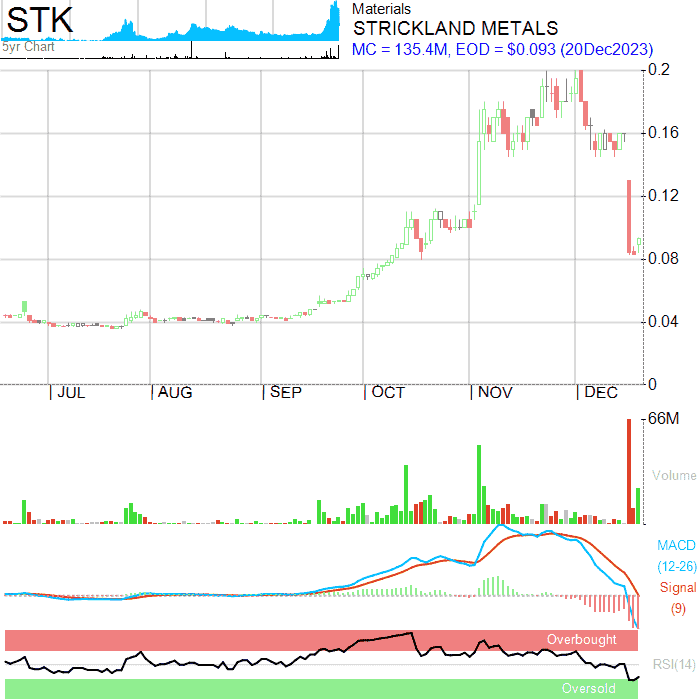 STK
5yr Chart
Materials
STRICKLAND METALS
MC = 135.4M, EOD = $0.093 (20Dec2023)
0.2
0.16
0.12
0.08
0.04
0
JUL AUG SEP OCT NOV DEC
66M
Volume
MACD
(12-26)
Signal
(9)
Overbought
RSI(14)
Oversold